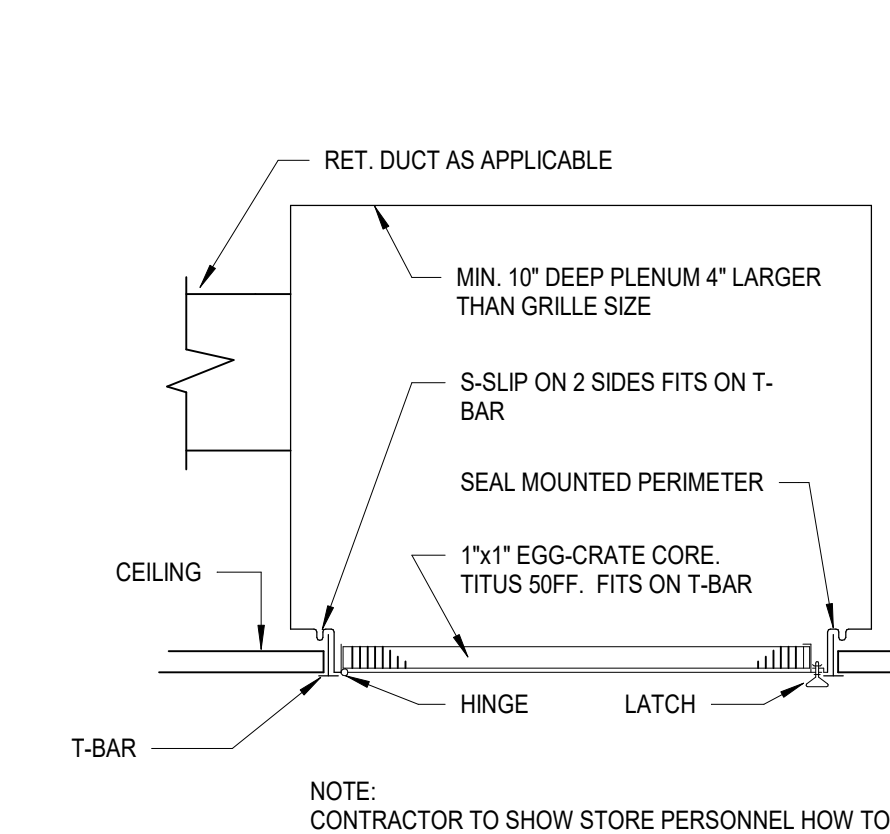 RET. DUCT AS APPLICABLE
MIN. 10" DEEP PLENUM 4" LARGER
THAN GRILLE SIZE
S-SLIP ON 2 SIDES FITS ON T-
BAR
SEAL MOUNTED PERIMETER
1"x1" EGG-CRATE CORE.
TITUS 50FF. FITS ON T-BAR
CEILING
HINGE
LATCH
T-BAR
NOTE:
CONTRACTOR TO SHOW STORE PERSONNEL HOW TO